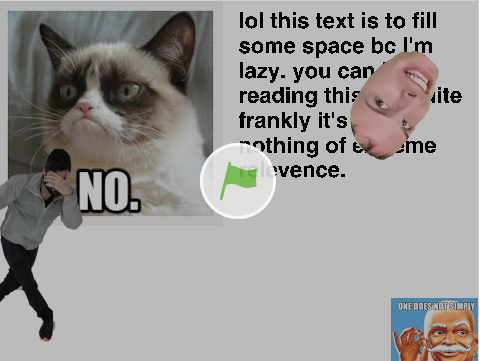 lol this text is to fill
some space bc I'm
lazy. you can
reading this
frankly it's
nothing of
relevence.
NO.
ONE DOES NOT SIMPLY